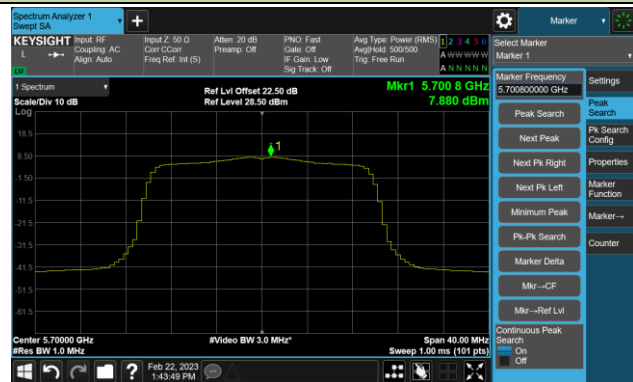 Spectrum Analyzer 1
Swept SA
+
Marker
KEYSIGHT
L
Input: RF
Coupling: AC
Align: Auto
Input Z: 50 Ω
Corr CCorr
Freq Ref: Int (S)
Atten: 20 dB
Preamp: Off
PNO: Fast
Gate: Off
IF Gain: Low
Sig Track: Off
Avg Type: Power (RMS)
Avg|Hold: 500/500
Trig: Free Run
1 2 3 4 5 6
A W W W W W
A N N N N N
Select Marker
Marker 1
1 Spectrum
Scale/Div 10 dB
Log
Ref Lvl Offset 22.50 dB
Ref Level 28.50 dBm
Mkr1 5.700 8 GHz
7.880 dBm
18.5
8.50
-1.50
-11.5
-21.5
-31.5
-41.5
-51.5
-61.5
1
Center 5.70000 GHz
#Res BW 1.0 MHz
#Video BW 3.0 MHz*
Span 40.00 MHz
Sweep 1.00 ms (101 pts)
Marker Frequency
5.700800000 GHz
Peak Search
Next Peak
Next Pk Right
Next Pk Left
Minimum Peak
Pk-Pk Search
Marker Delta
Mkr→CF
Mkr→Ref Lvl
Continuous Peak
Search
On
Off
Settings
Peak
Search
Pk Search
Config
Properties
Marker
Function
Marker→
Counter
?
Feb 22, 2023
1:43:49 PM